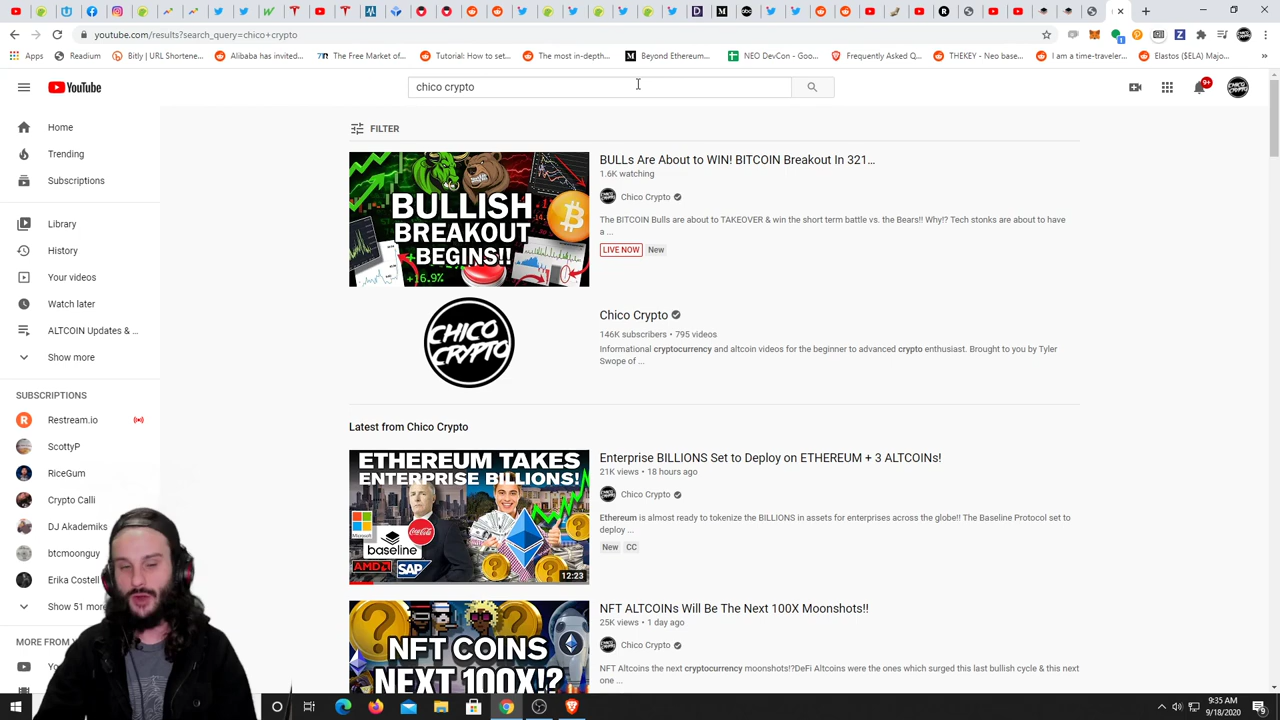 youtube.com/results?search_query=chico+crypto
Apps
Readium
Bitly | URL Shortene...
Alibaba has invited...
The Free Market of...
Tutorial: How to set...
The most in-depth...
Beyond Ethereum...
NEO DevCon - Goo...
Frequently Asked Q...
THEKEY - Neo base...
I am a time-traveler...
Elastos ($ELA) Majo...
YouTube
chico crypto
9+
Home
Trending
Subscriptions
Library
History
Your videos
Watch later
ALTCOIN Updates & ...
Show more
SUBSCRIPTIONS
Restream.io
ScottyP
RiceGum
Crypto Calli
DJ Akademiks
btcmoonguy
Erika Costell
Show 51 more
MORE FROM Y
FILTER
BULLISH
BREAKOUT
BEGINS!!
+16.9%
BULLs Are About to WIN! BITCOIN Breakout In 321...
1.6K watching
Chico Crypto
The BITCOIN Bulls are about to TAKEOVER & win the short term battle vs. the Bears!! Why!? Tech stonks are about to have
a ...
LIVE NOW New
CHICO
CRYPTO
Chico Crypto
146K subscribers • 795 videos
Informational cryptocurrency and altcoin videos for the beginner to advanced crypto enthusiast. Brought to you by Tyler
Swope of ...
Latest from Chico Crypto
ETHEREUM TAKES
ENTERPRISE BILLIONS!
Microsoft
Coca-Cola
baseline
AMD
SAP
12:23
Enterprise BILLIONS Set to Deploy on ETHEREUM + 3 ALTCOINs!
21K views • 18 hours ago
Chico Crypto
Ethereum is almost ready to tokenize the BILLIONS in assets for enterprises across the globe!! The Baseline Protocol set to
deploy ...
New CC
NFT COINS
NEXT 100X!?
NFT ALTCOINs Will Be The Next 100X Moonshots!!
25K views • 1 day ago
Chico Crypto
NFT Altcoins the next cryptocurrency moonshots!?DeFi Altcoins were the ones which surged this last bullish cycle & this next
one ...
9:35 AM
9/18/2020